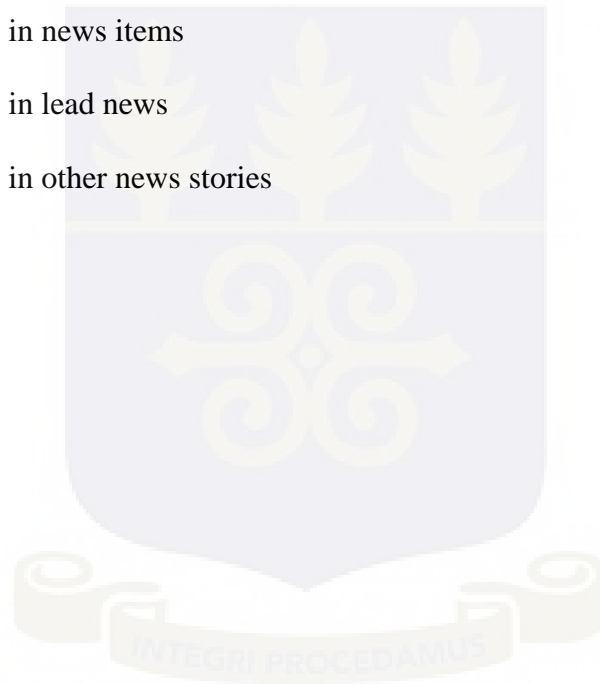 in news items
in lead news
in other news stories
INTEGRI PROCEDAMUS